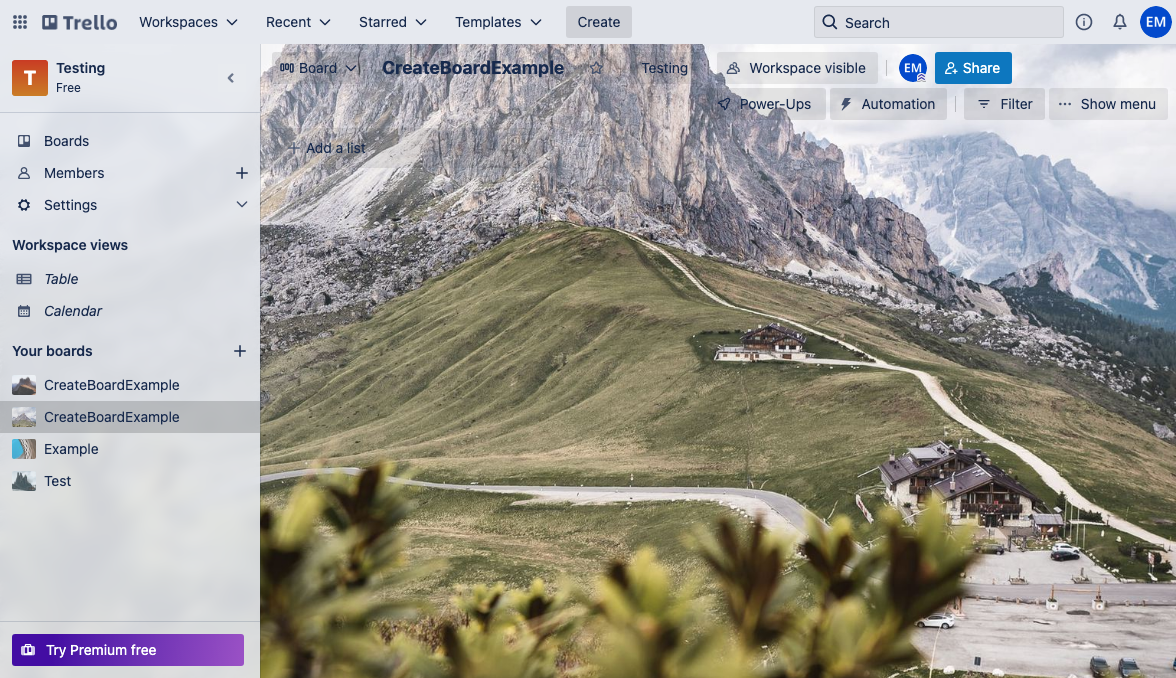 Trello Workspaces Recent Starred Templates Create Search EM
T Testing
Free
Board CreateBoardExample Testing Workspace visible EM Share
Power-Ups Automation Filter Show menu
Add a list
Boards
Members
Settings
Workspace views
Table
Calendar
Your boards
CreateBoardExample
CreateBoardExample
Example
Test
Try Premium free